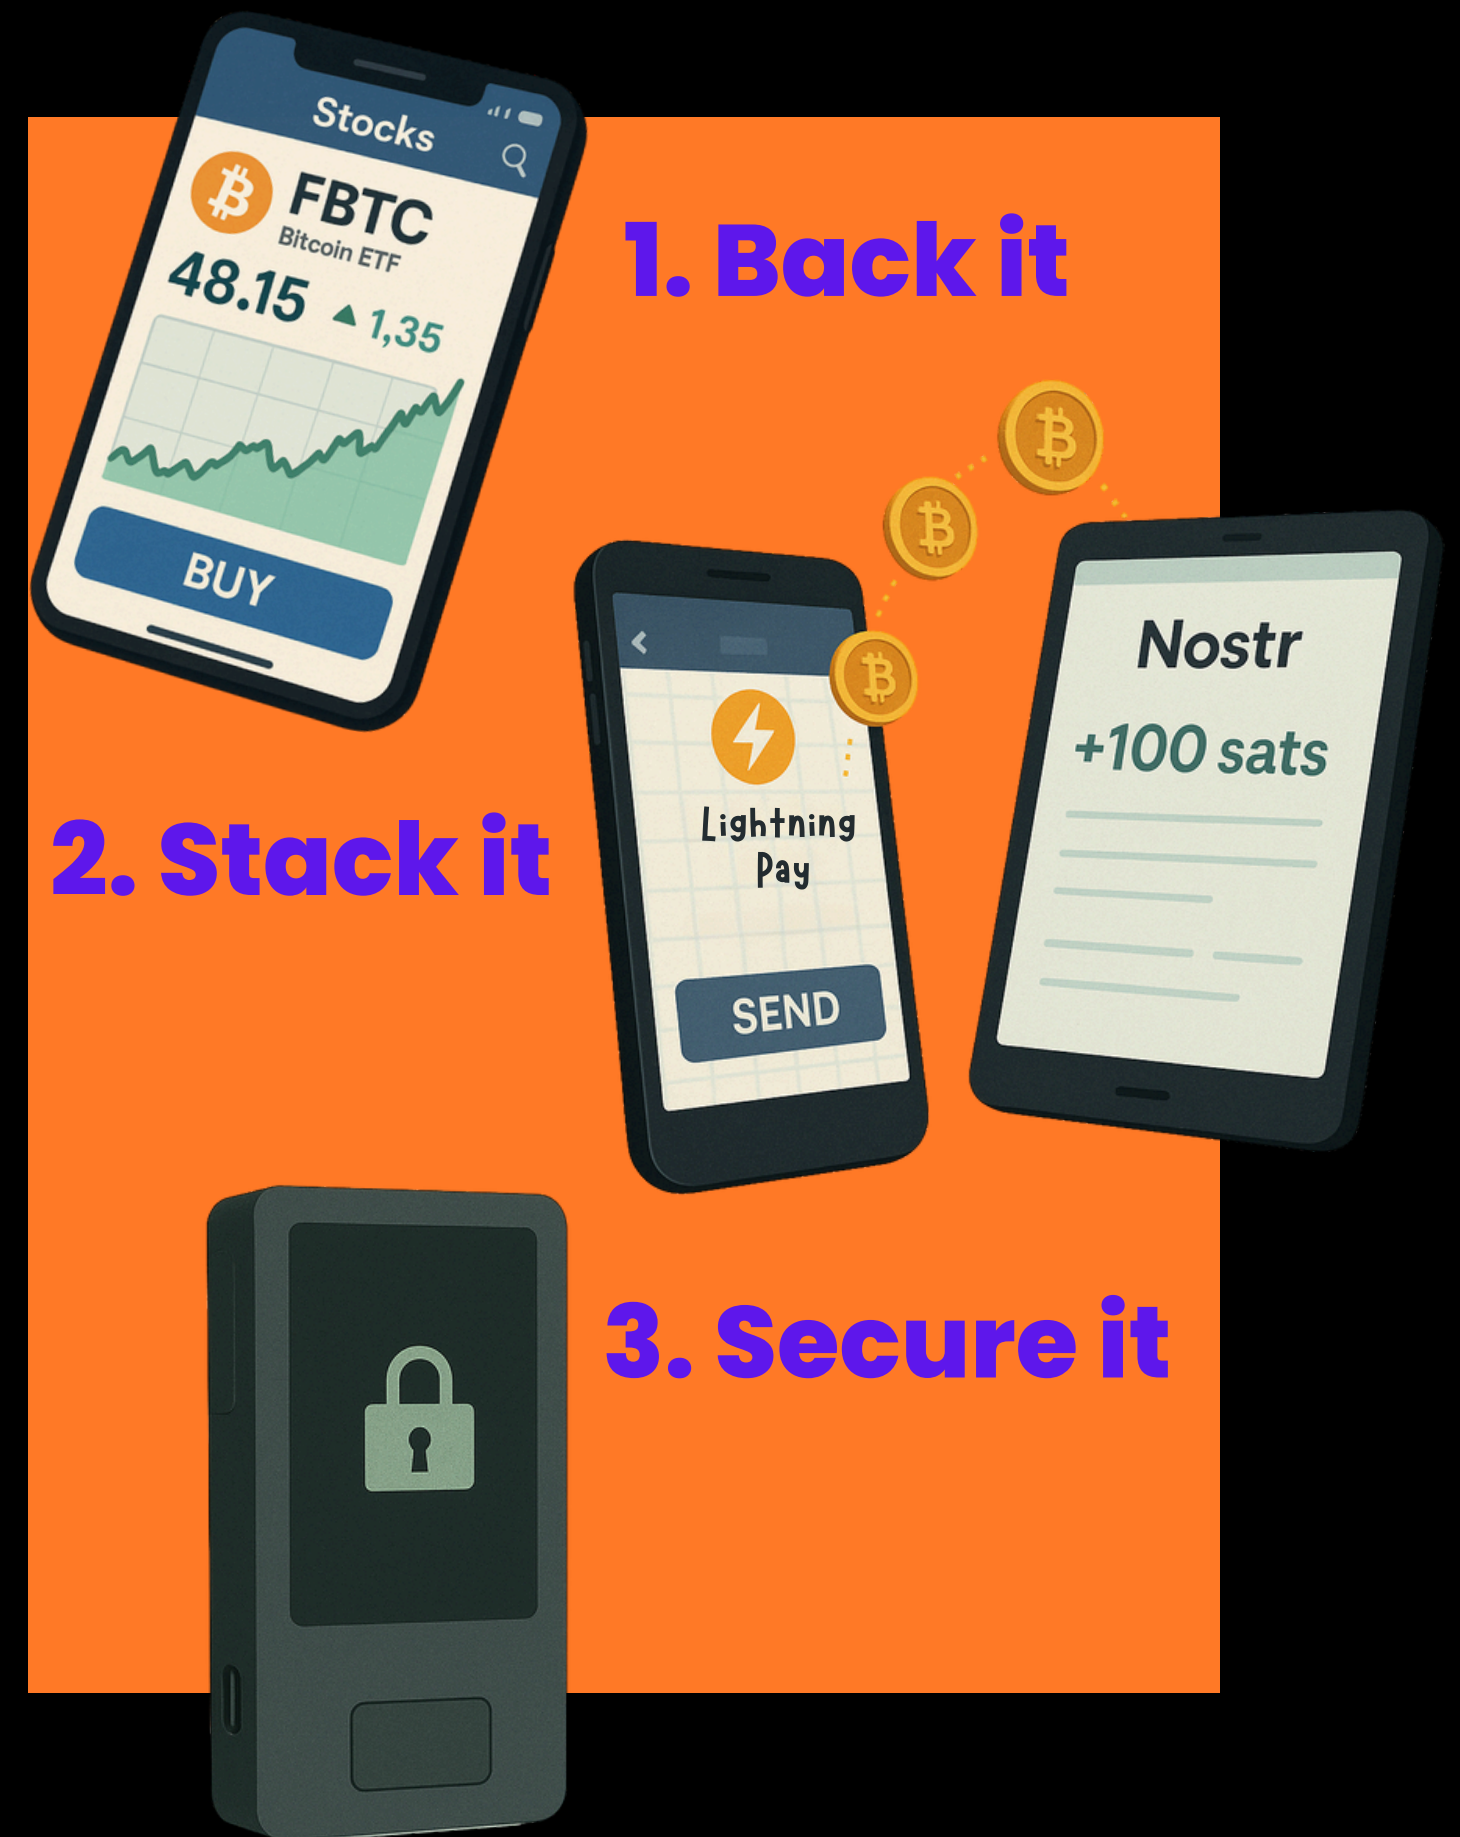 Stocks
FBTC
Bitcoin ETF
48.15 ▲ 1,35
BUY
1. Back it
2. Stack it
Lightning
Pay
SEND
Nostr
+100 sats
3. Secure it